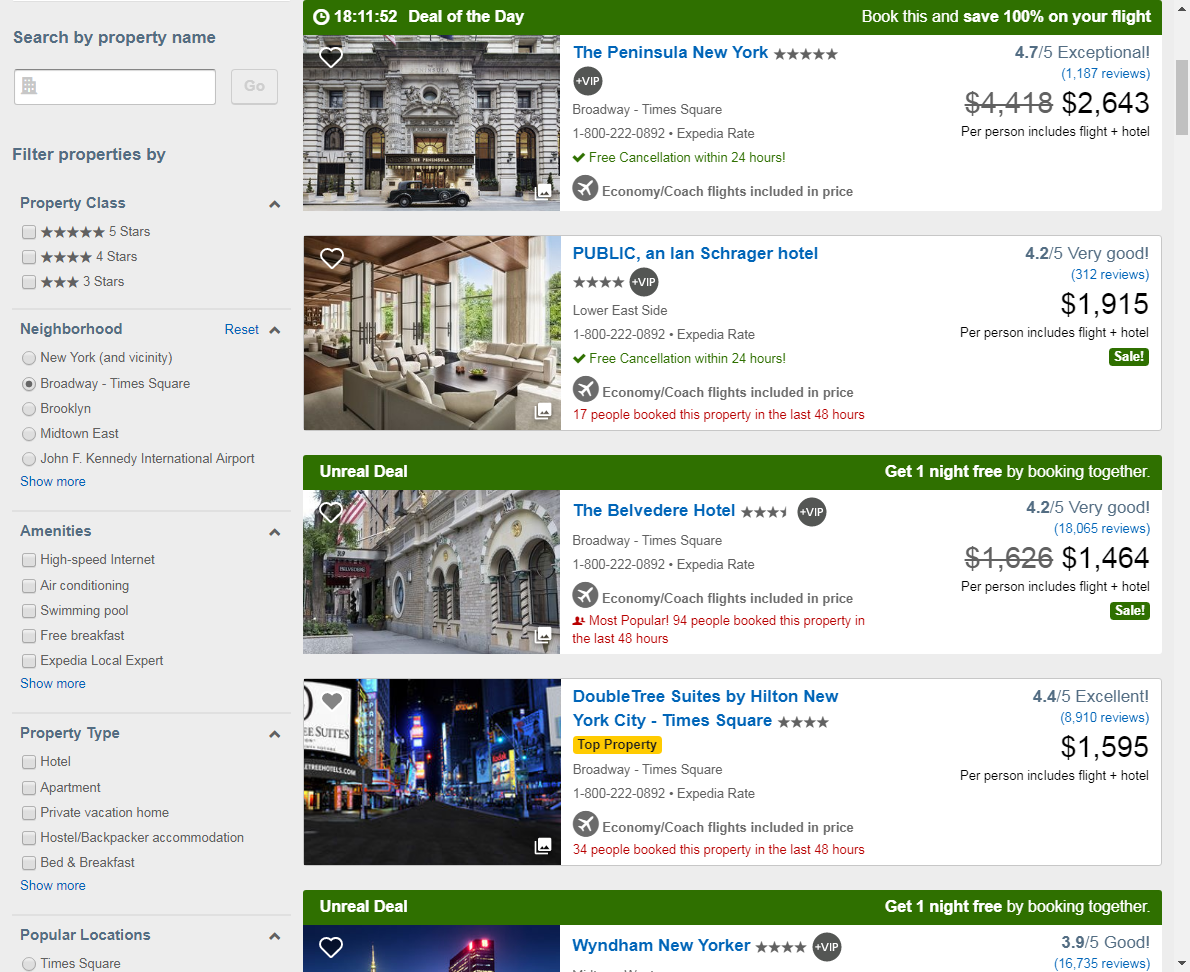 Search by property name
Go
Filter properties by
Property Class
5 Stars
4 Stars
3 Stars
Neighborhood Reset
New York (and vicinity)
Broadway - Times Square
Brooklyn
Midtown East
John F. Kennedy International Airport
Show more
Amenities
High-speed Internet
Air conditioning
Swimming pool
Free breakfast
Expedia Local Expert
Show more
Property Type
Hotel
Apartment
Private vacation home
Hostel/Backpacker accommodation
Bed & Breakfast
Show more
Popular Locations
Times Square
18:11:52 Deal of the Day Book this and save 100% on your flight
THE PENINSULA
The Peninsula New York
+VIP
Broadway - Times Square
1-800-222-0892 • Expedia Rate
Free Cancellation within 24 hours!
Economy/Coach flights included in price
4.7/5 Exceptional!
(1,187 reviews)
$4,418 $2,643
Per person includes flight + hotel
PUBLIC, an Ian Schrager hotel
+VIP
Lower East Side
1-800-222-0892 • Expedia Rate
Free Cancellation within 24 hours!
Economy/Coach flights included in price
17 people booked this property in the last 48 hours
4.2/5 Very good!
(312 reviews)
$1,915
Per person includes flight + hotel
Sale!
Unreal Deal Get 1 night free by booking together.
BELVEDERE
The Belvedere Hotel +VIP
Broadway - Times Square
1-800-222-0892 • Expedia Rate
Economy/Coach flights included in price
Most Popular! 94 people booked this property in
the last 48 hours
4.2/5 Very good!
(18,065 reviews)
$1,626 $1,464
Per person includes flight + hotel
Sale!
EE SUITES
TREEHOTELS.COM
PALACE
Kodak
DoubleTree Suites by Hilton New
York City - Times Square
Top Property
Broadway - Times Square
1-800-222-0892 • Expedia Rate
Economy/Coach flights included in price
34 people booked this property in the last 48 hours
4.4/5 Excellent!
(8,910 reviews)
$1,595
Per person includes flight + hotel
Unreal Deal Get 1 night free by booking together.
Wyndham New Yorker +VIP
3.9/5 Good!
(16,735 reviews)